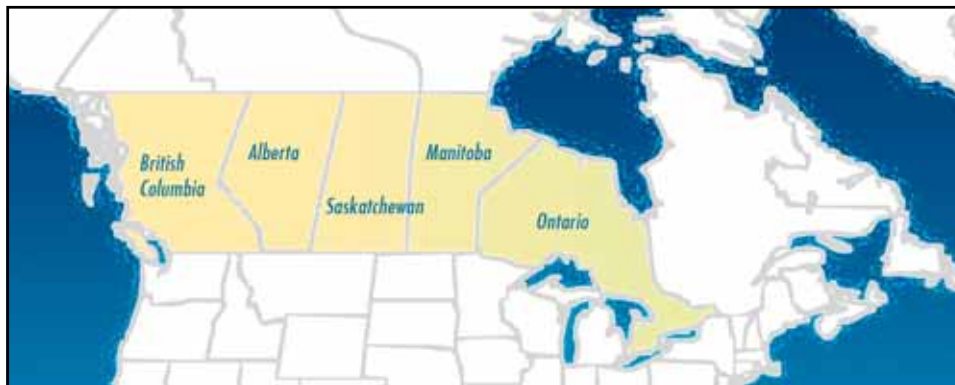 British
Columbia
Alberta
Saskatchewan
Manitoba
Ontario